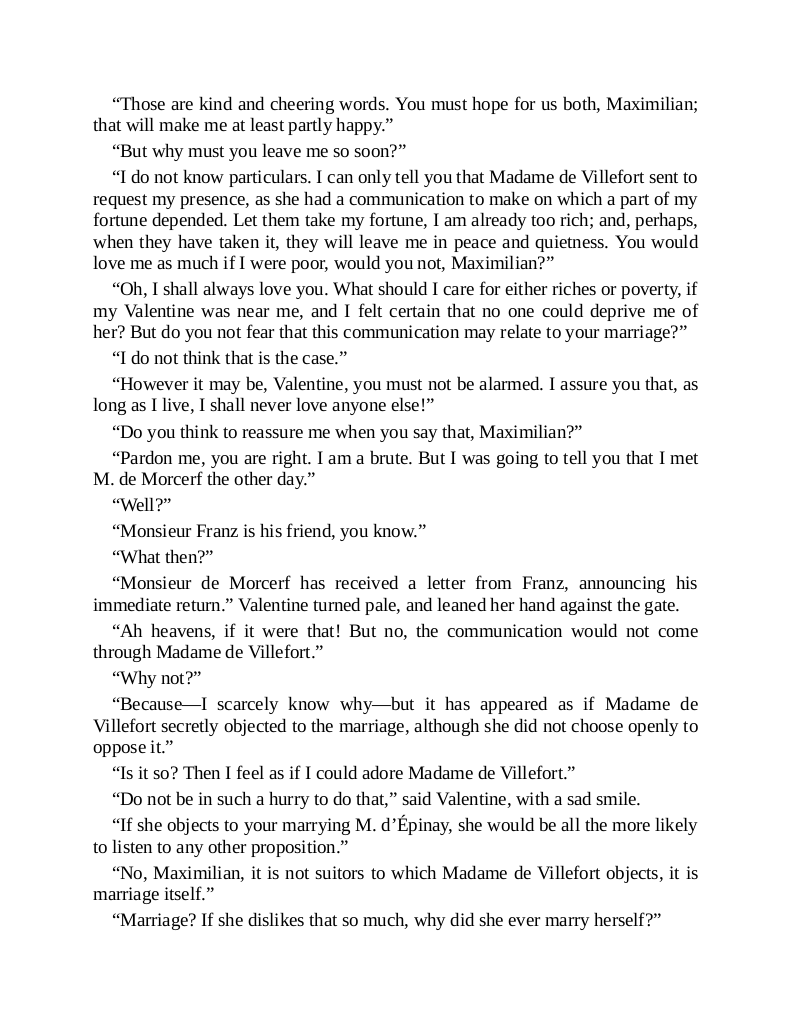 “Those are kind and cheering words. You must hope for us both, Maximilian;
that will make me at least partly happy.”
“But why must you leave me so soon?”
“I do not know particulars. I can only tell you that Madame de Villefort sent to
request my presence, as she had a communication to make on which a part of my
fortune depended. Let them take my fortune, I am already too rich; and, perhaps,
when they have taken it, they will leave me in peace and quietness. You would
love me as much if I were poor, would you not, Maximilian?”
“Oh, I shall always love you. What should I care for either riches or poverty, if
my Valentine was near me, and I felt certain that no one could deprive me of
her? But do you not fear that this communication may relate to your marriage?”
“I do not think that is the case.”
“However it may be, Valentine, you must not be alarmed. I assure you that, as
long as I live, I shall never love anyone else!”
“Do you think to reassure me when you say that, Maximilian?”
“Pardon me, you are right. I am a brute. But I was going to tell you that I met
M. de Morcerf the other day.”
“Well?”
“Monsieur Franz is his friend, you know.”
“What then?”
“Monsieur de Morcerf has received a letter from Franz, announcing his
immediate return.” Valentine turned pale, and leaned her hand against the gate.
“Ah heavens, if it were that! But no, the communication would not come
through Madame de Villefort.”
“Why not?”
“Because—I scarcely know why—but it has appeared as if Madame de
Villefort secretly objected to the marriage, although she did not choose openly to
oppose it.”
“Is it so? Then I feel as if I could adore Madame de Villefort.”
“Do not be in such a hurry to do that,” said Valentine, with a sad smile.
“If she objects to your marrying M. d’Épinay, she would be all the more likely
to listen to any other proposition.”
“No, Maximilian, it is not suitors to which Madame de Villefort objects, it is
marriage itself.”
“Marriage? If she dislikes that so much, why did she ever marry herself?”